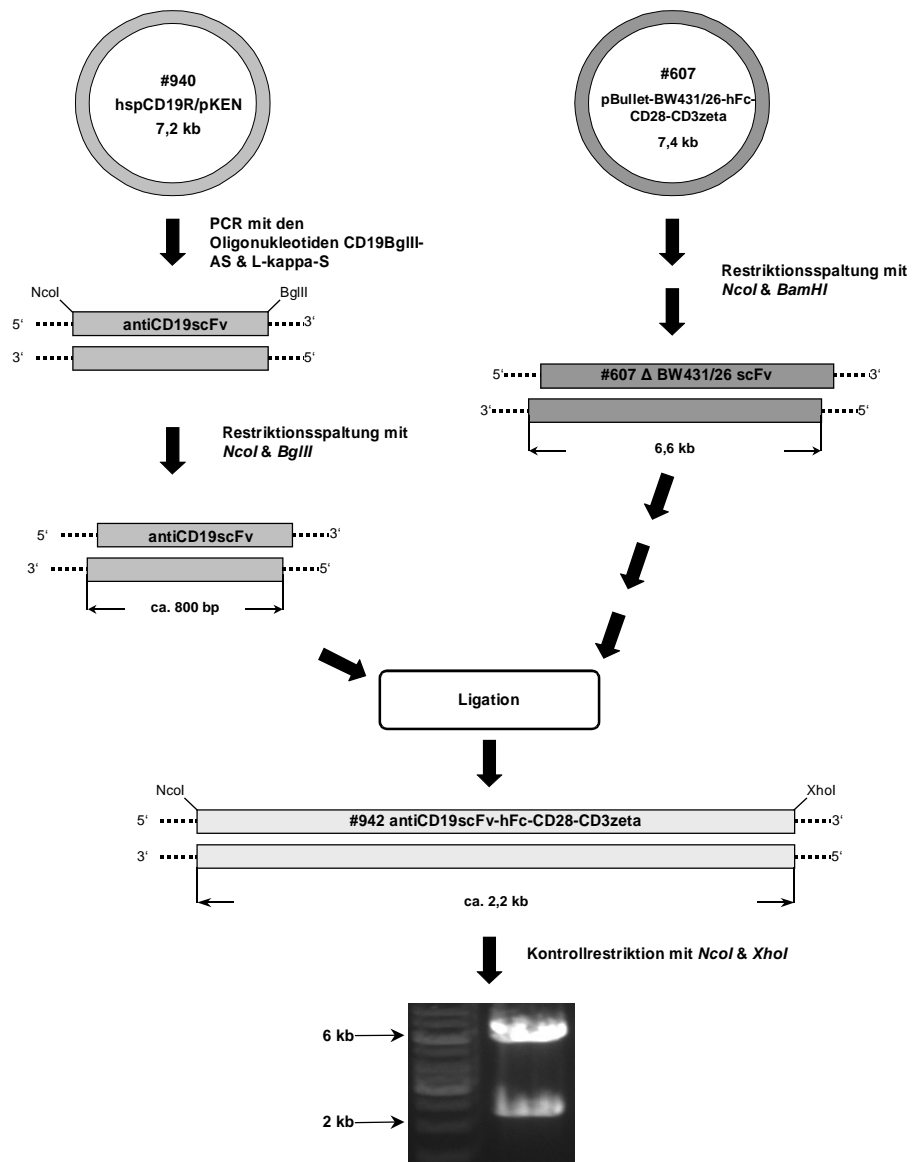 #940
hspCD19R/pKEN
7,2 kb
#607
pBullet-BW431/26-hFc-
CD28-CD3zeta
7,4 kb
PCR mit den
Oligonukleotiden CD19BglII-
AS & L-kappa-S
Restriktionsspaltung mit
NcoI & BamHI
NcoI
BglII
5‘ antiCD19scFv 3‘
3‘ 5‘
5‘ #607 Δ BW431/26 scFv 3‘
3‘ 5‘
6,6 kb
Restriktionsspaltung mit
NcoI & BglII
5‘ antiCD19scFv 3‘
3‘ 5‘
ca. 800 bp
Ligation
NcoI
XhoI
5‘ #942 antiCD19scFv-hFc-CD28-CD3zeta 3‘
3‘ 5‘
ca. 2,2 kb
Kontrollrestriktion mit NcoI & XhoI
6 kb
2 kb